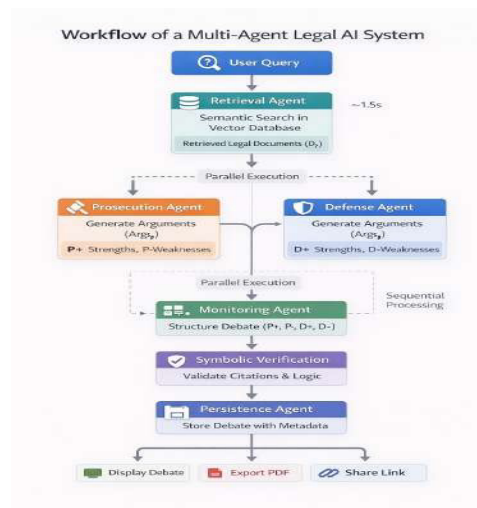 Workflow of a Multi-Agent Legal AI System
User Query
Retrieval Agent
~1.5s
Semantic Search in
Vector Database
Retrieved Legal Documents (Dᵣ)
Parallel Execution
Prosecution Agent
Defense Agent
Generate Arguments
(Argsₚ)
Generate Arguments
P+ Strengths, P-Weaknesses
D+ Strengths, D-Weaknesses
Parallel Execution
Sequential
Processing
Monitoring Agent
Structure Debate (P+, P-, D+, D-)
Symbolic Verification
Validate Citations & Logic
Persistence Agent
Store Debate with Metadata
Display Debate
Export PDF
Share Link